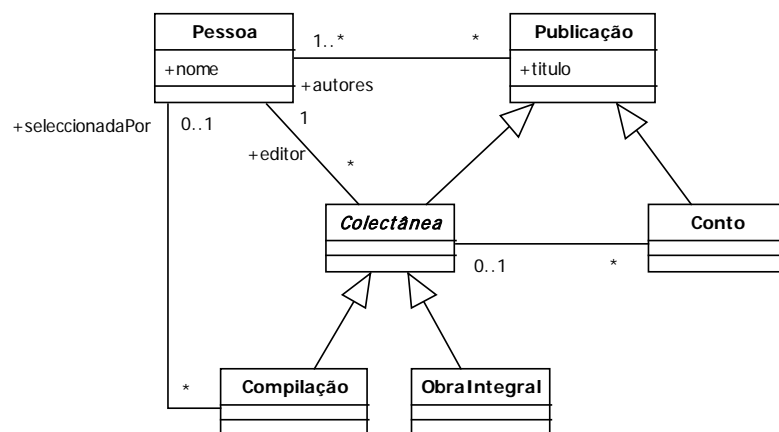 Pessoa
+nome
1..*
*
+autores
Publicação
+titulo
+seleccionadaPor
0..1
1
+editor
*
Colectânea
0..1
*
Conto
*
Compilação
ObraIntegral